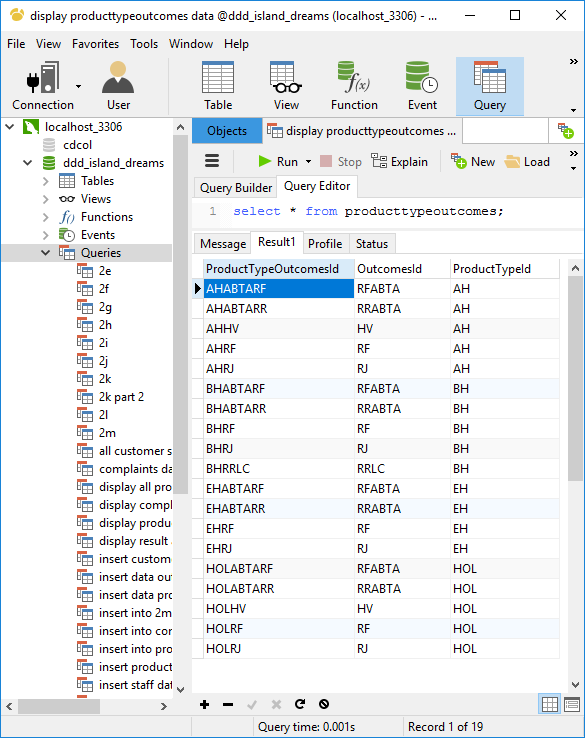 display producttypeoutcomes data @ddd_island_dreams (localhost_3306) - ...
File View Favorites Tools Window Help
Connection User Table View Function Event Query
localhost_3306
cdcol
ddd_island_dreams
Tables
Views
Functions
Events
Queries
2e
2f
2g
2h
2i
2j
2k
2k part 2
2l
2m
all customer s
complaints da
display all pro
display compl
display produ
display result
insert custome
insert data out
insert data pro
insert into 2m
insert into cor
insert into pro
insert product
insert staff dat
Objects display producttypeoutcomes ...
Run Stop Explain New Load
Query Builder Query Editor
1 select * from producttypeoutcomes;
Message Result1 Profile Status
ProductTypeOutcomesId OutcomesId ProductTypeId
AHABTARF RFABTA AH
AHABTARR RRABTA AH
AHHV HV AH
AHRF RF AH
AHRJ RJ AH
BHABTARF RFABTA BH
BHABTARR RRABTA BH
BHRF RF BH
BHRJ RJ BH
BHRRLC RRLC BH
EHABTARF RFABTA EH
EHABTARR RRABTA EH
EHRF RF EH
EHRJ RJ EH
HOLABTARF RFABTA HOL
HOLABTARR RRABTA HOL
HOLHV HV HOL
HOLRF RF HOL
HOLRJ RJ HOL
Query time: 0.001s Record 1 of 19